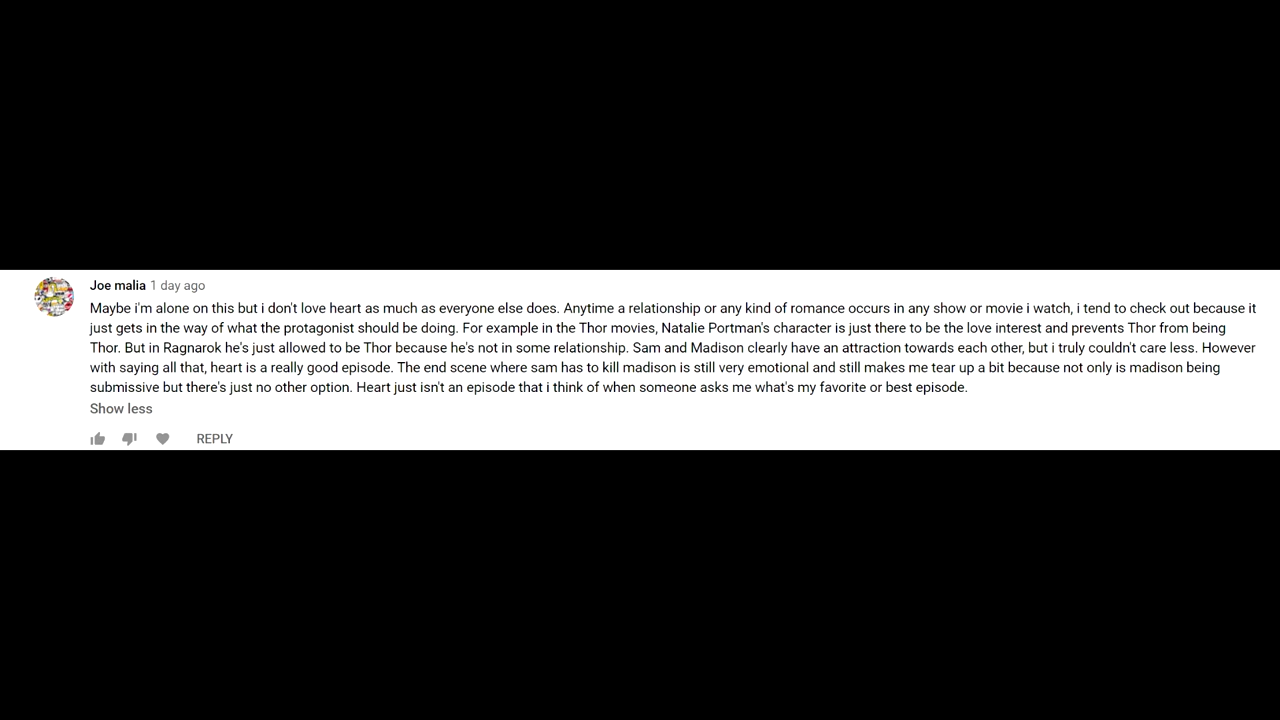 Joe malia 1 day ago
Maybe i'm alone on this but i don't love heart as much as everyone else does. Anytime a relationship or any kind of romance occurs in any show or movie i watch, i tend to check out because it
just gets in the way of what the protagonist should be doing. For example in the Thor movies, Natalie Portman's character is just there to be the love interest and prevents Thor from being
Thor. But in Ragnarok he's just allowed to be Thor because he's not in some relationship. Sam and Madison clearly have an attraction towards each other, but i truly couldn't care less. However
with saying all that, heart is a really good episode. The end scene where sam has to kill madison is still very emotional and still makes me tear up a bit because not only is madison being
submissive but there's just no other option. Heart just isn't an episode that i think of when someone asks me what's my favorite or best episode.
Show less
REPLY